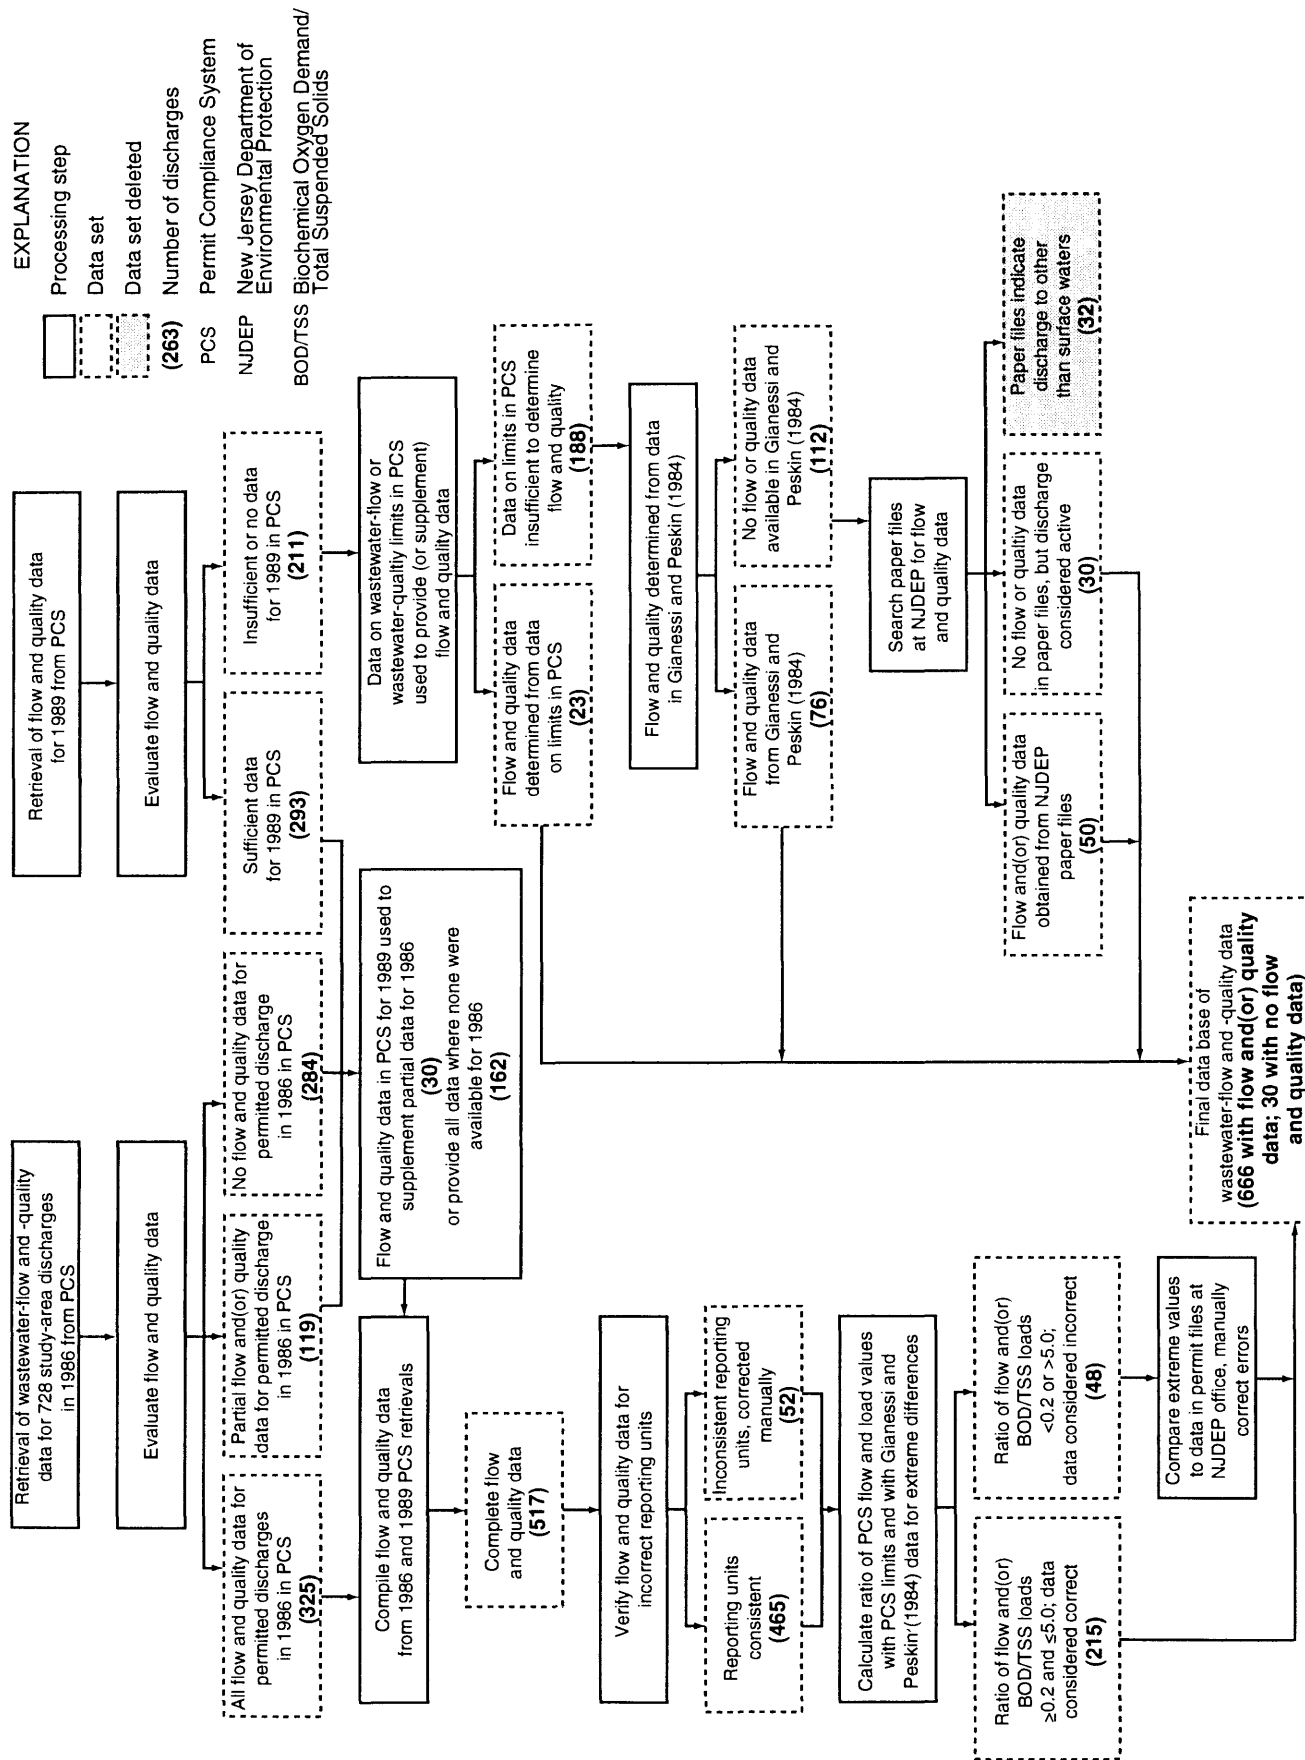 EXPLANATION
Processing step
Data set
Data set deleted
(263) Number of discharges
PCS Permit Compliance System
NJDEP New Jersey Department of
Environmental Protection
BOD/TSS Biochemical Oxygen Demand/
Total Suspended Solids
Retrieval of wastewater-flow and -quality
data for 728 study-area discharges
in 1986 from PCS
Evaluate flow and quality data
All flow and quality data for
permitted discharges
in 1986 in PCS
(325)
Partial flow and(or) quality
data for permitted discharge
in 1986 in PCS
(119)
No flow and quality data for
permitted discharge
in 1986 in PCS
(284)
Retrieval of flow and quality data
for 1989 from PCS
Evaluate flow and quality data
Sufficient data
for 1989 in PCS
(293)
Insufficient or no data
for 1989 in PCS
(211)
Flow and quality data in PCS for 1989 used to
supplement partial data for 1986
(30)
or provide all data where none were
available for 1986
(162)
Compile flow and quality data
from 1986 and 1989 PCS retrievals
Complete flow
and quality data
(517)
Verify flow and quality data for
incorrect reporting units
Reporting units
consistent
(465)
Inconsistent reporting
units, corrected
manually
(52)
Calculate ratio of PCS flow and load values
with PCS limits and with Gianessi and
Peskin'(1984) data for extreme differences
Ratio of flow and(or)
BOD/TSS loads
≥0.2 and ≤5.0; data
considered correct
(215)
Ratio of flow and(or)
BOD/TSS loads
<0.2 or >5.0;
data considered incorrect
(48)
Compare extreme values
to data in permit files at
NJDEP office, manually
correct errors
Data on wastewater-flow or
wastewater-quality limits in PCS
used to provide (or supplement)
flow and quality data
Flow and quality data
determined from data
on limits in PCS
(23)
Data on limits in PCS
insufficient to determine
flow and quality
(188)
Flow and quality determined from data
in Gianessi and Peskin (1984)
Flow and quality data
from Gianessi and
Peskin (1984)
(76)
No flow or quality data
available in Gianessi and
Peskin (1984)
(112)
Search paper files
at NJDEP for flow
and quality data
Flow and(or) quality data
obtained from NJDEP
paper files
(50)
No flow or qualtiy data
in paper files, but discharge
considered active
(30)
Paper files indicate
discharge to other
than surface waters
(32)
Final data base of
wastewater-flow and -quality data
(666 with flow and(or) quality
data; 30 with no flow
and quality data)